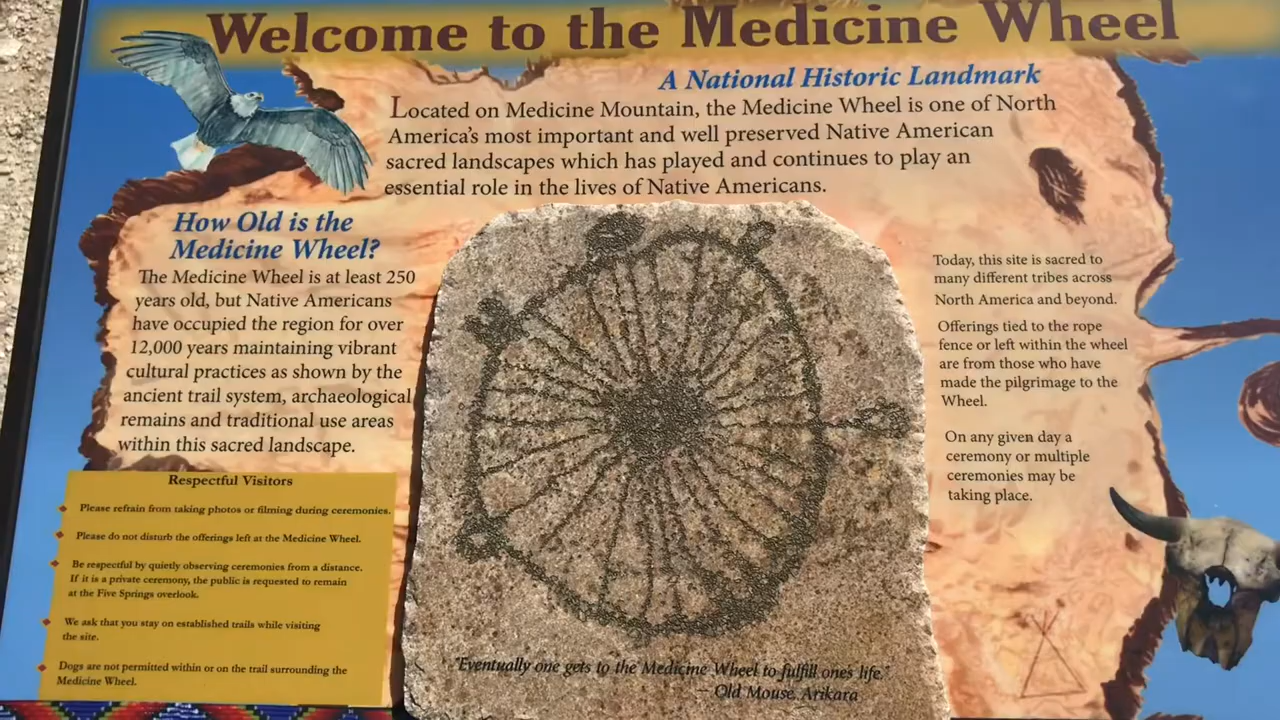 Welcome to the Medicine Wheel
A National Historic Landmark
Located on Medicine Mountain, the Medicine Wheel is one of North
America's most important and well preserved Native American
sacred landscapes which has played and continues to play an
essential role in the lives of Native Americans.
How Old is the
Medicine Wheel?
The Medicine Wheel is at least 250
years old, but Native Americans
have occupied the region for over
12,000 years maintaining vibrant
cultural practices as shown by the
ancient trail system, archaeological
remains and traditional use areas
within this sacred landscape.
Respectful Visitors
Please refrain from taking photos or filming during ceremonies.
Please do not disturb the offerings left at the Medicine Wheel.
Be respectful by quietly observing ceremonies from a distance.
If it is a private ceremony, the public is requested to remain
at the Five Springs overlook.
We ask that you stay on established trails while visiting
the site.
Dogs are not permitted within or on the trail surrounding the
Medicine Wheel.
"Eventually one gets to the Medicine Wheel to fulfill one's life."
– Old Mouse, Arikara
Today, this site is sacred to
many different tribes across
North America and beyond.
Offerings tied to the rope
fence or left within the wheel
are from those who have
made the pilgrimage to the
Wheel.
On any given day a
ceremony or multiple
ceremonies may be
taking place.